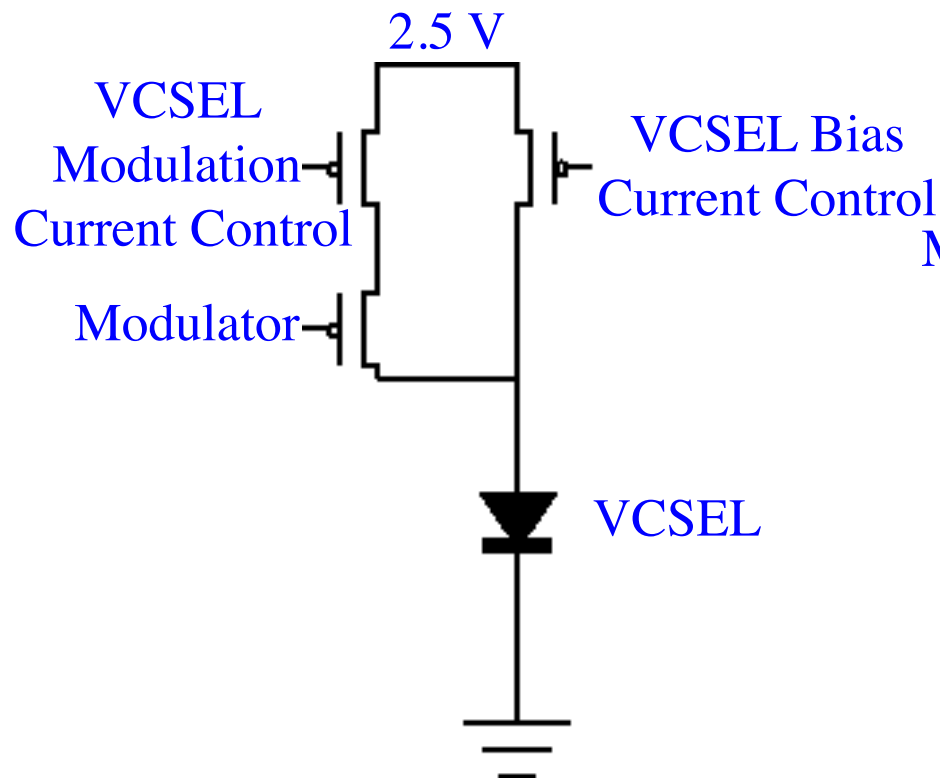 2.5 V
VCSEL
Modulation
Current Control
VCSEL Bias
Current Control
M
Modulator
VCSEL